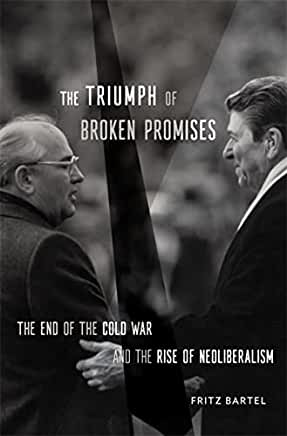 THE TRIUMPH OF
BROKEN PROMISES
THE END OF THE COLD WAR
AND THE RISE OF NEOLIBERALISM
FRITZ BARTEL